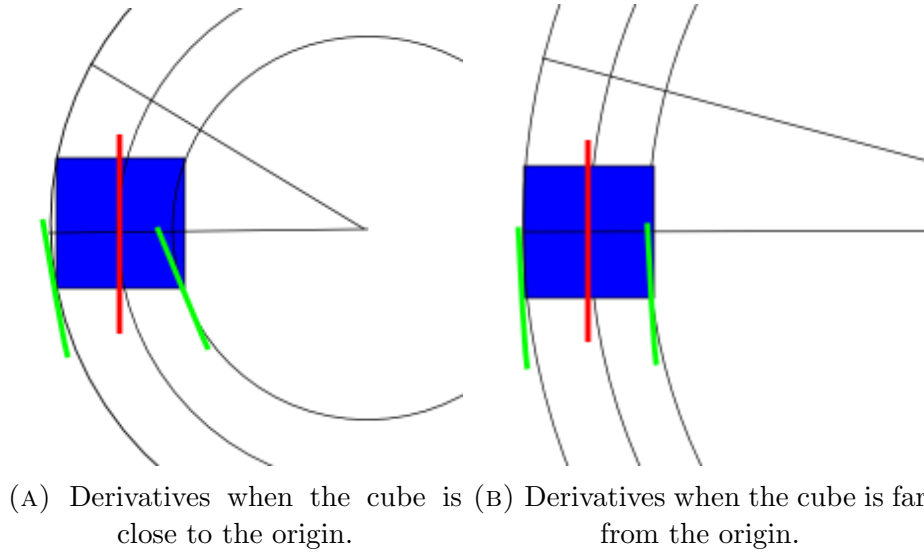 (A) Derivatives when the cube is
close to the origin.
(B) Derivatives when the cube is far
from the origin.